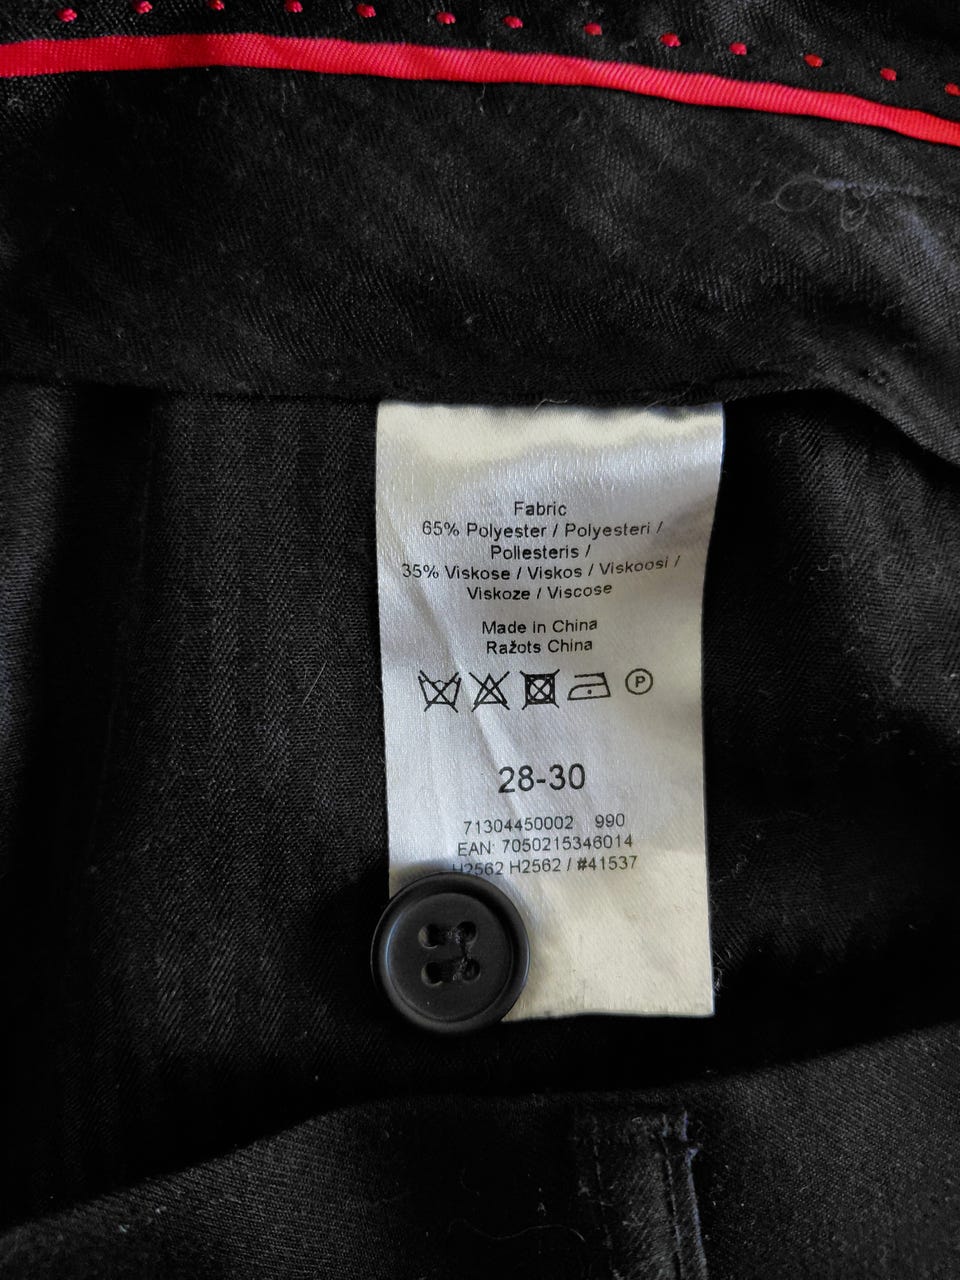 Fabric
65% Polyester / Polyesteri /
Poliesteris /
35% Viskose / Viskos / Viskoosi /
Viskoze / Viscose
Made in China
Ražots China
P
28-30
71304450002 990
EAN: 7050215346014
H2562 H2562 / #41537